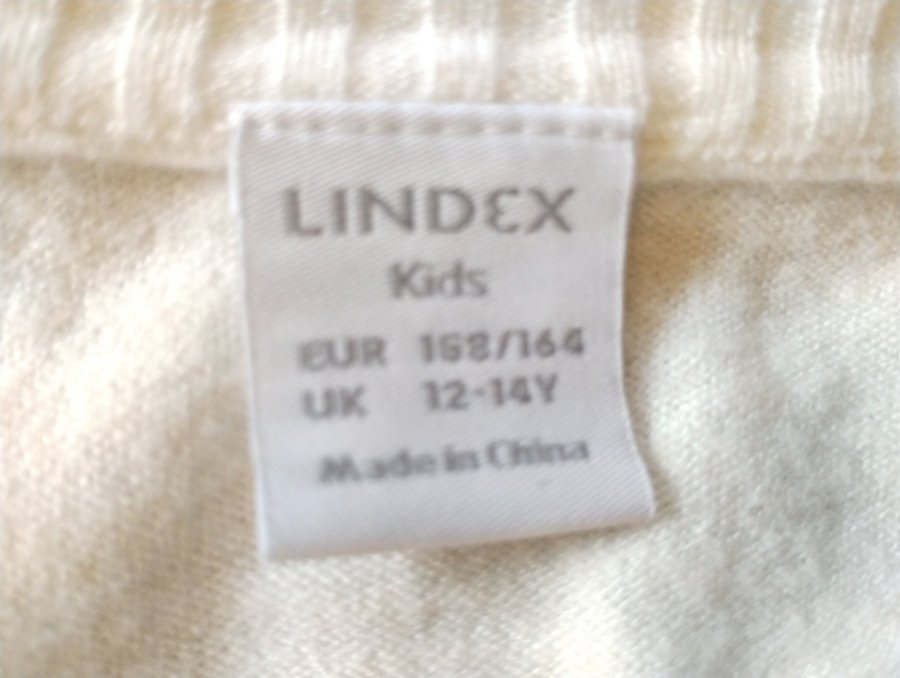 LINDEX
Kids
EUR 158/164
UK 12-14Y
Made in China